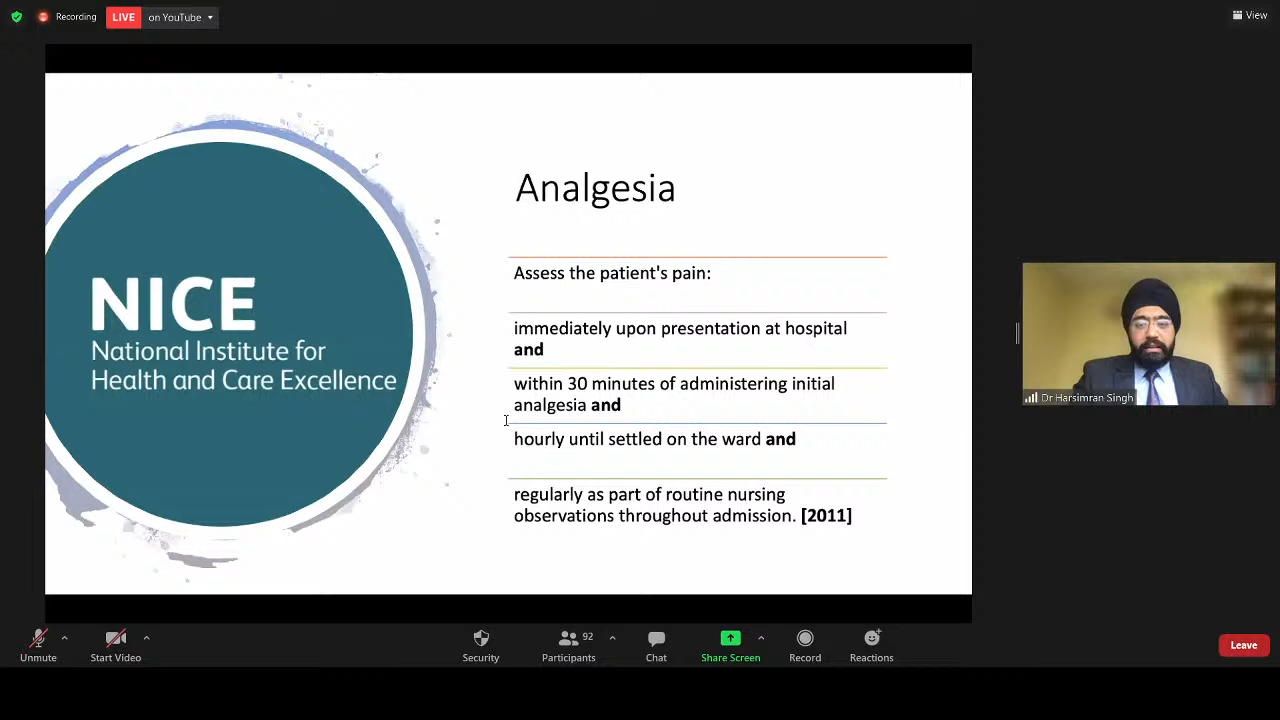 Recording
LIVE on YouTube
View
Analgesia
NICE
National Institute for
Health and Care Excellence
Assess the patient's pain:
immediately upon presentation at hospital
and
within 30 minutes of administering initial
analgesia and
hourly until settled on the ward and
regularly as part of routine nursing
observations throughout admission. [2011]
Dr Harsimran Singh
Unmute
Start Video
Security
Participants 92
Chat
Share Screen
Record
Reactions
Leave